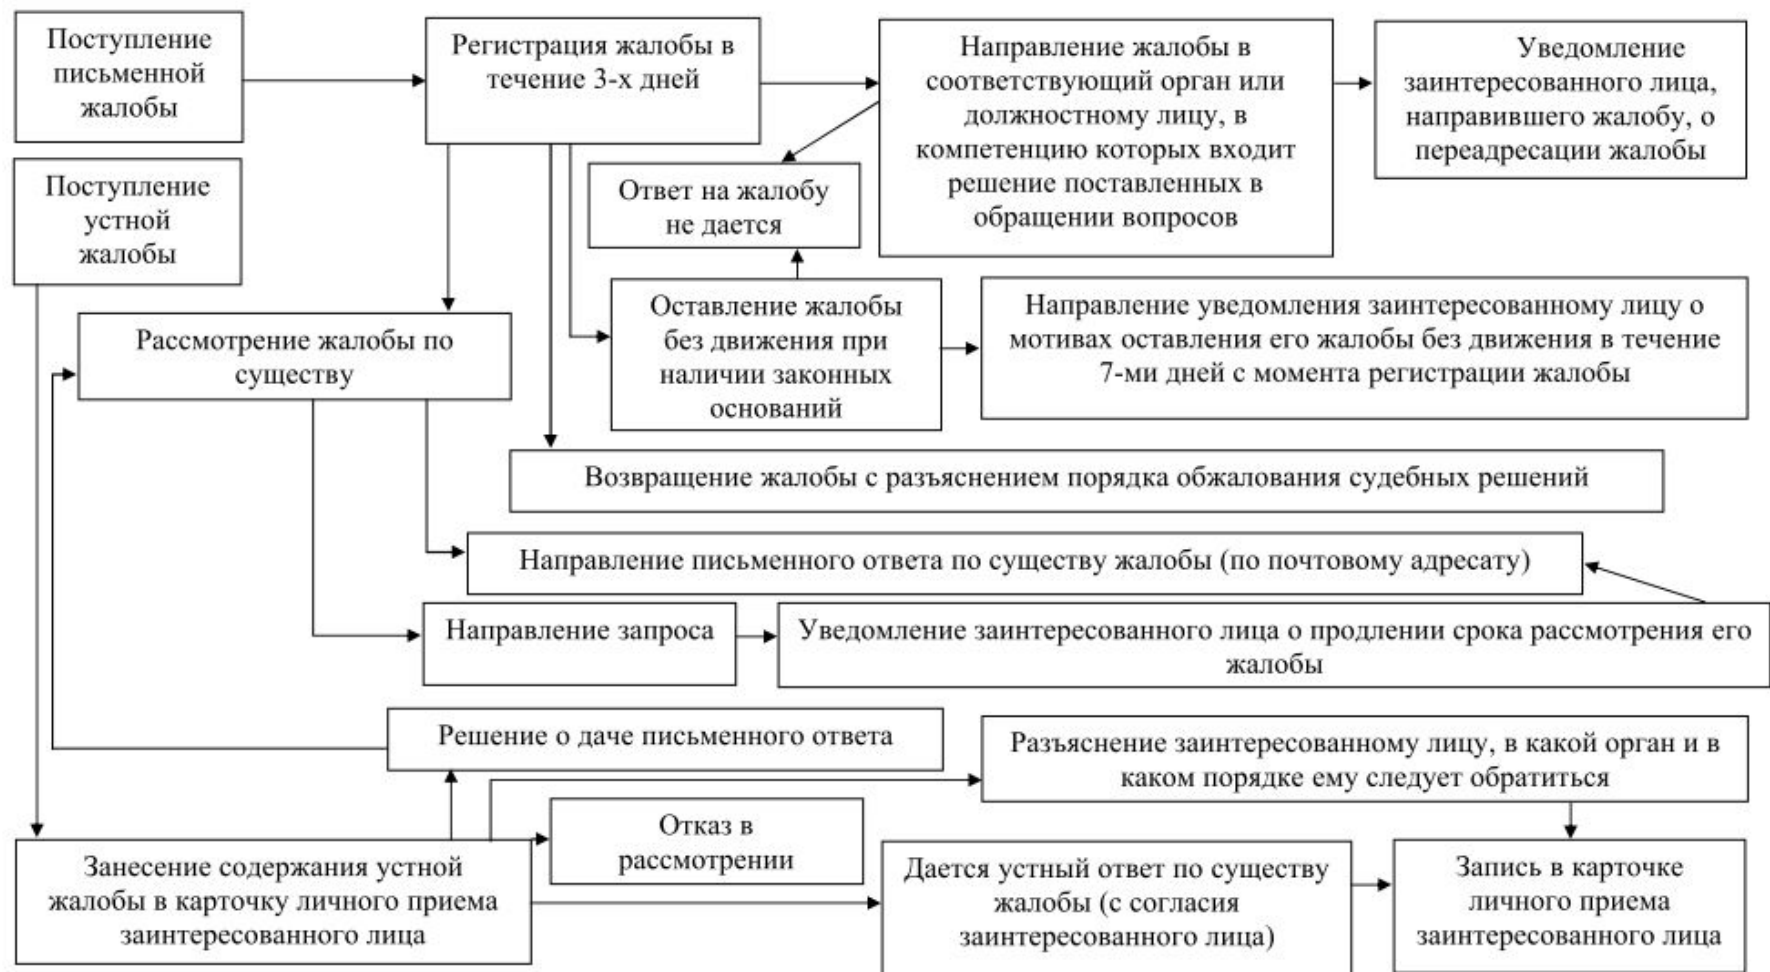 Поступление
письменной
жалобы
Регистрация жалобы в
течение 3-х дней
Направление жалобы в
соответствующий орган или
должностному лицу, в
компетенцию которых входит
решение поставленных в
обращении вопросов
Уведомление
заинтересованного лица,
направившего жалобу, о
переадресации жалобы
Поступление
устной
жалобы
Ответ на жалобу
не дается
Рассмотрение жалобы по
существу
Оставление жалобы
без движения при
наличии законных
оснований
Направление уведомления заинтересованному лицу о
мотивах оставления его жалобы без движения в течение
7-ми дней с момента регистрации жалобы
Возвращение жалобы с разъяснением порядка обжалования судебных решений
Направление письменного ответа по существу жалобы (по почтовому адресату)
Направление запроса
Уведомление заинтересованного лица о продлении срока рассмотрения его
жалобы
Решение о даче письменного ответа
Разъяснение заинтересованному лицу, в какой орган и в
каком порядке ему следует обратиться
Отказ в
рассмотрении
Занесение содержания устной
жалобы в карточку личного приема
заинтересованного лица
Дается устный ответ по существу
жалобы (с согласия
заинтересованного лица)
Запись в карточке
личного приема
заинтересованного лица